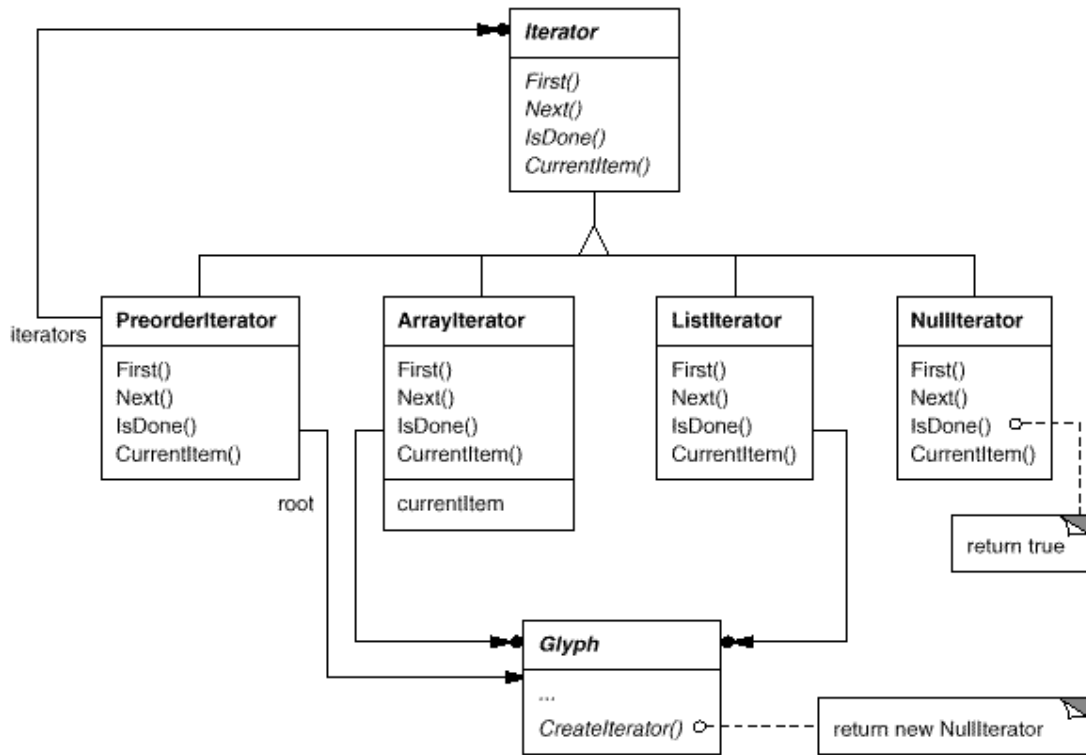 Iterator
First()
Next()
IsDone()
CurrentItem()
iterators
PreorderIterator
First()
Next()
IsDone()
CurrentItem()
root
ArrayIterator
First()
Next()
IsDone()
CurrentItem()
currentItem
ListIterator
First()
Next()
IsDone()
CurrentItem()
NullIterator
First()
Next()
IsDone()
CurrentItem()
return true
Glyph
...
CreateIterator()
return new NullIterator